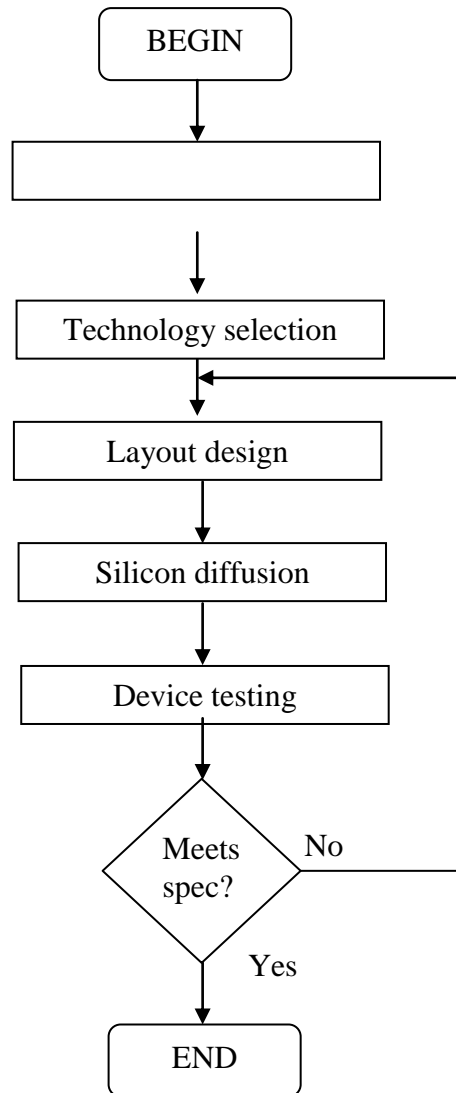 BEGIN
Technology selection
Layout design
Silicon diffusion
Device testing
Meets
spec?
No
Yes
END